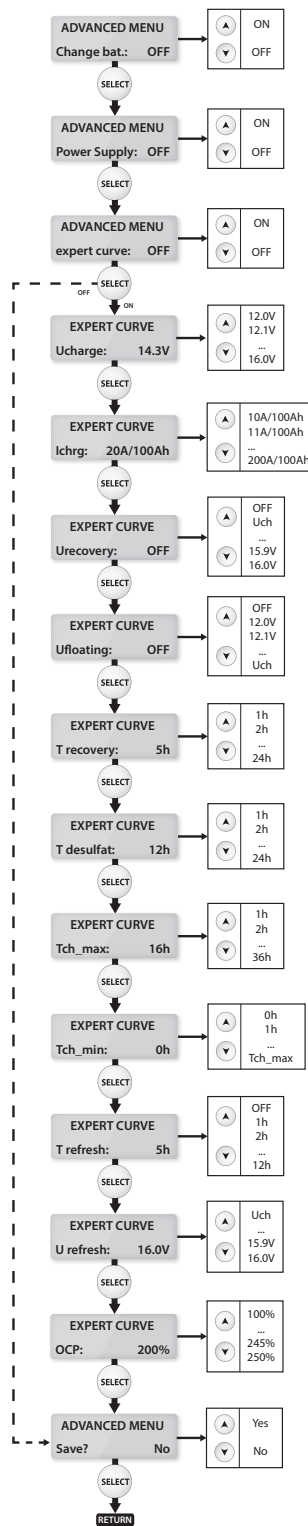 ADVANCED MENU
Change bat.: OFF
ON
OFF
SELECT
ADVANCED MENU
Power Supply: OFF
ON
OFF
SELECT
ADVANCED MENU
expert curve: OFF
ON
OFF
SELECT
OFF
ON
EXPERT CURVE
Ucharge: 14.3V
12.0V
12.1V
...
16.0V
SELECT
EXPERT CURVE
Ichrg: 20A/100Ah
10A/100Ah
11A/100Ah
...
200A/100Ah
SELECT
EXPERT CURVE
Urecovery: OFF
OFF
Uch
...
15.9V
16.0V
SELECT
EXPERT CURVE
Ufloating: OFF
OFF
12.0V
12.1V
...
Uch
SELECT
EXPERT CURVE
T recovery: 5h
1h
2h
...
24h
SELECT
EXPERT CURVE
T desulfat: 12h
1h
2h
...
24h
SELECT
EXPERT CURVE
Tch_max: 16h
1h
2h
...
36h
SELECT
EXPERT CURVE
Tch_min: 0h
0h
1h
...
Tch_max
SELECT
EXPERT CURVE
T refresh: 5h
OFF
1h
2h
...
12h
SELECT
EXPERT CURVE
U refresh: 16.0V
Uch
...
15.9V
16.0V
SELECT
EXPERT CURVE
OCP: 200%
100%
...
245%
250%
SELECT
ADVANCED MENU
Save? No
Yes
No
SELECT
RETURN